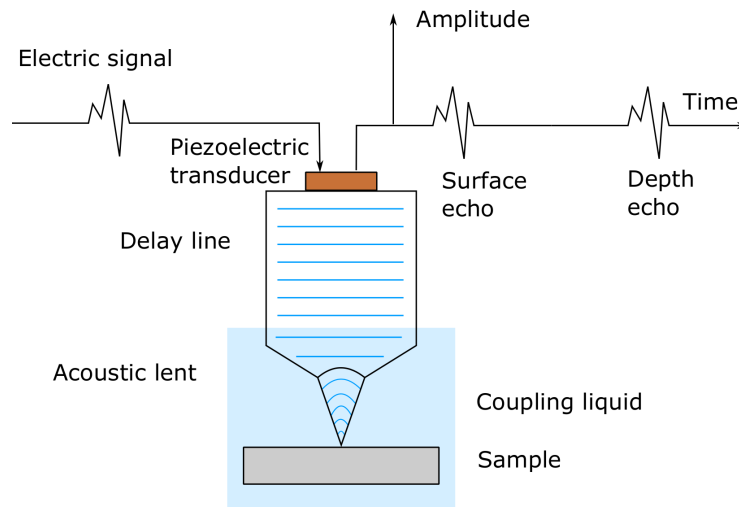 Amplitude
Electric signal
Time
Piezoelectric
transducer
Surface
echo
Depth
echo
Delay line
Acoustic lent
Coupling liquid
Sample